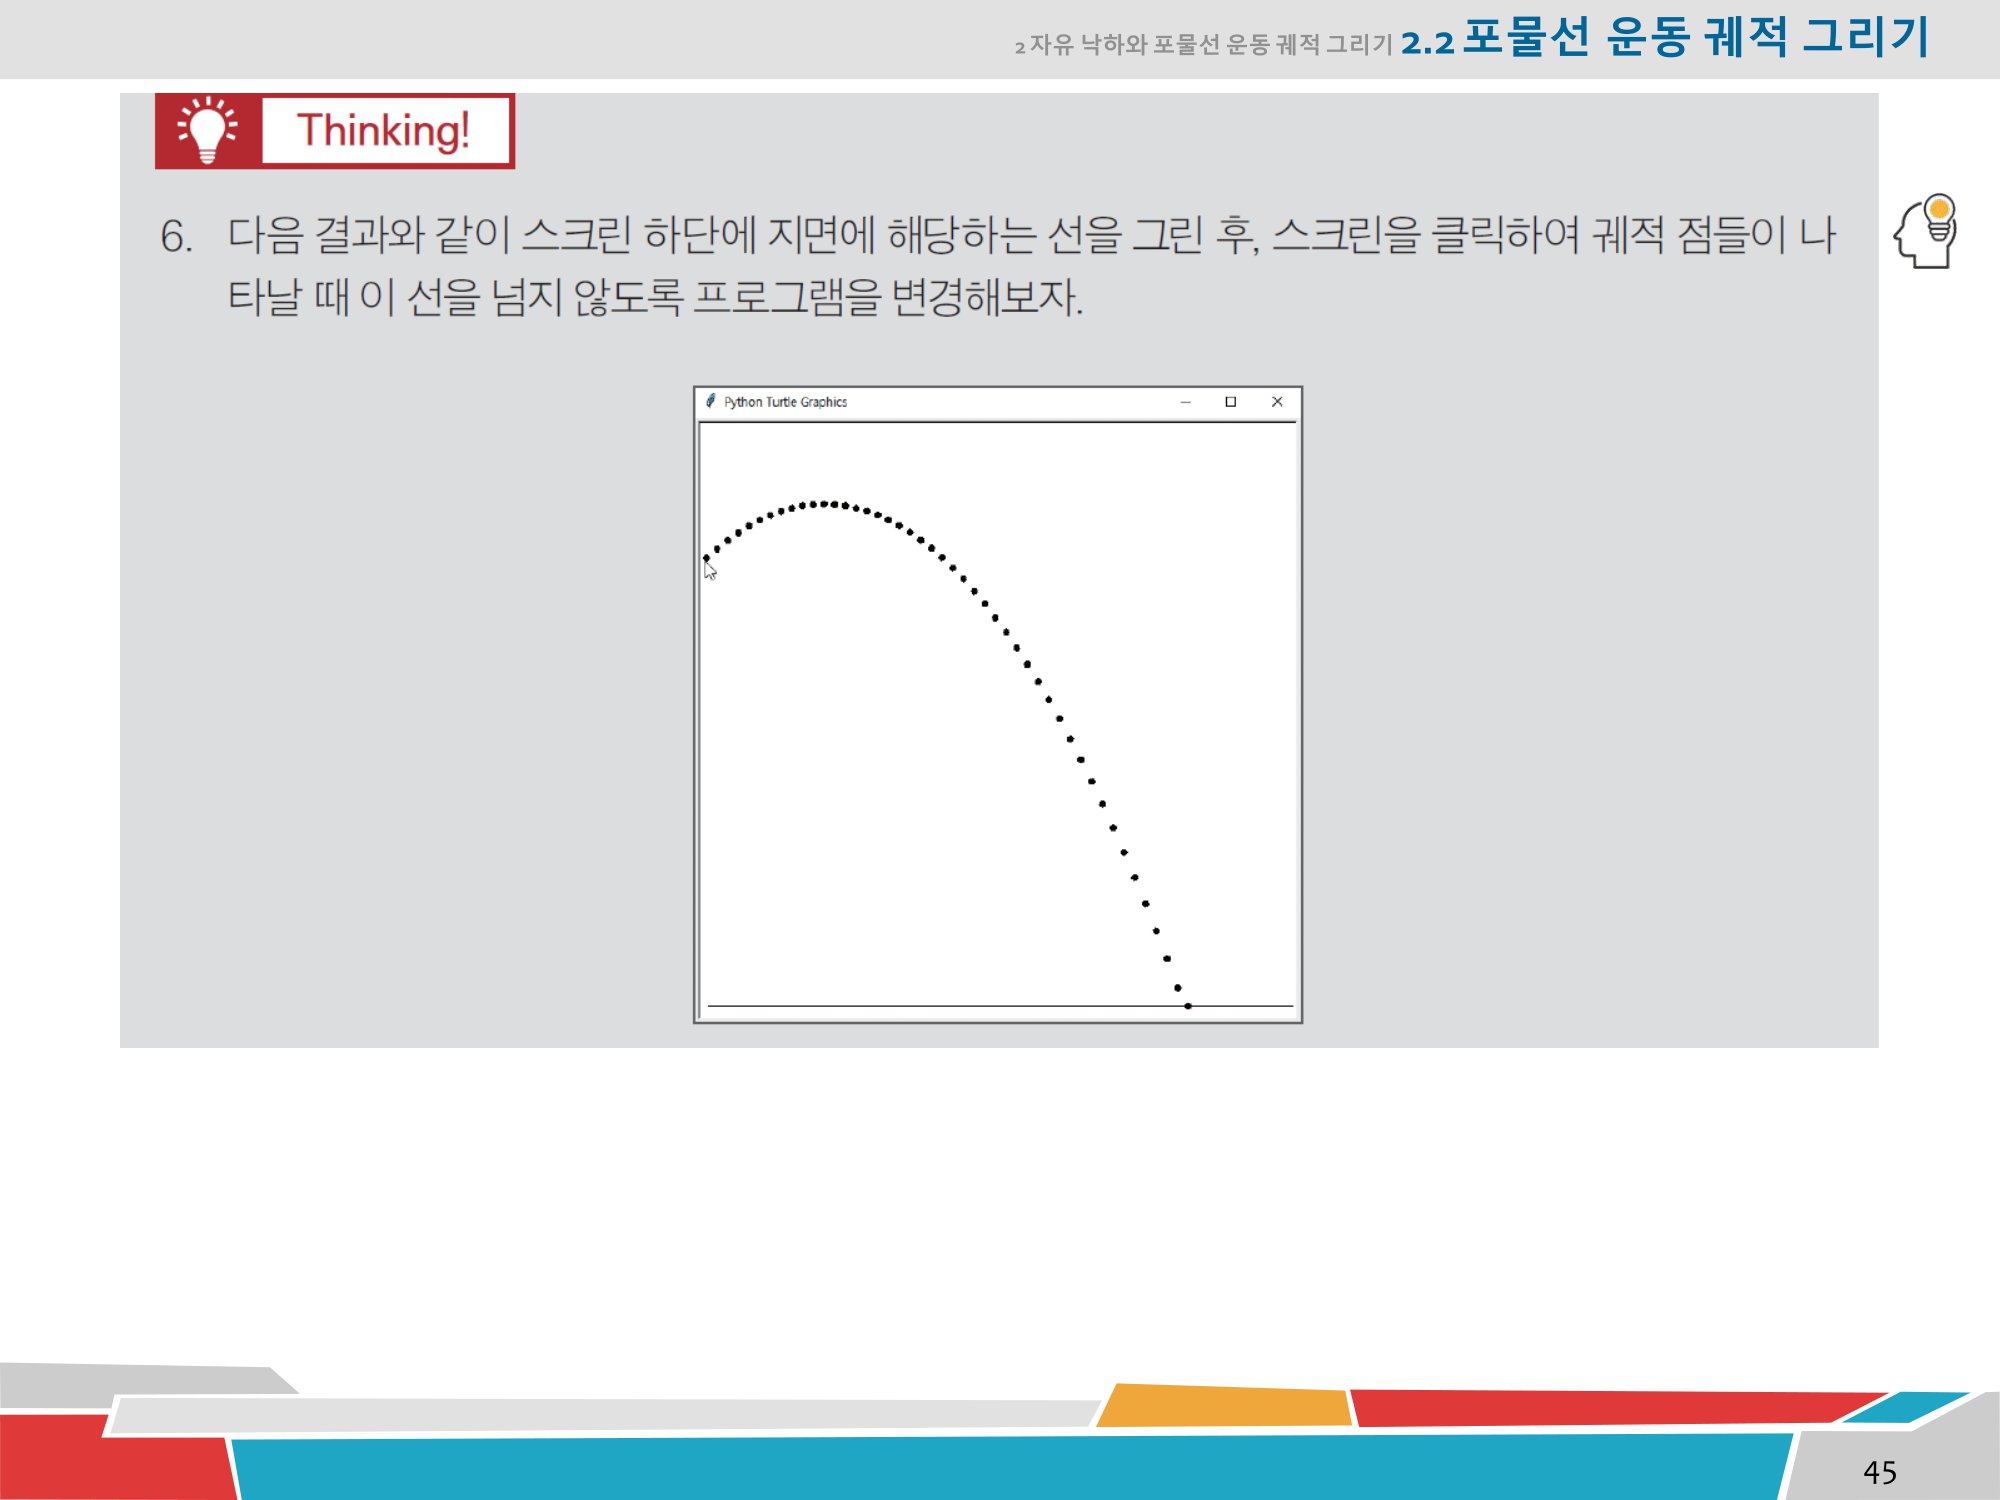 2 자유 낙하와 포물선 운동 궤적 그리기 2.2 포물선 운동 궤적 그리기
Thinking!
6. 다음 결과와 같이 스크린 하단에 지면에 해당하는 선을 그린 후, 스크린을 클릭하여 궤적 점들이 나
타날 때 이 선을 넘지 않도록 프로그램을 변경해보자.
Python Turtle Graphics
45